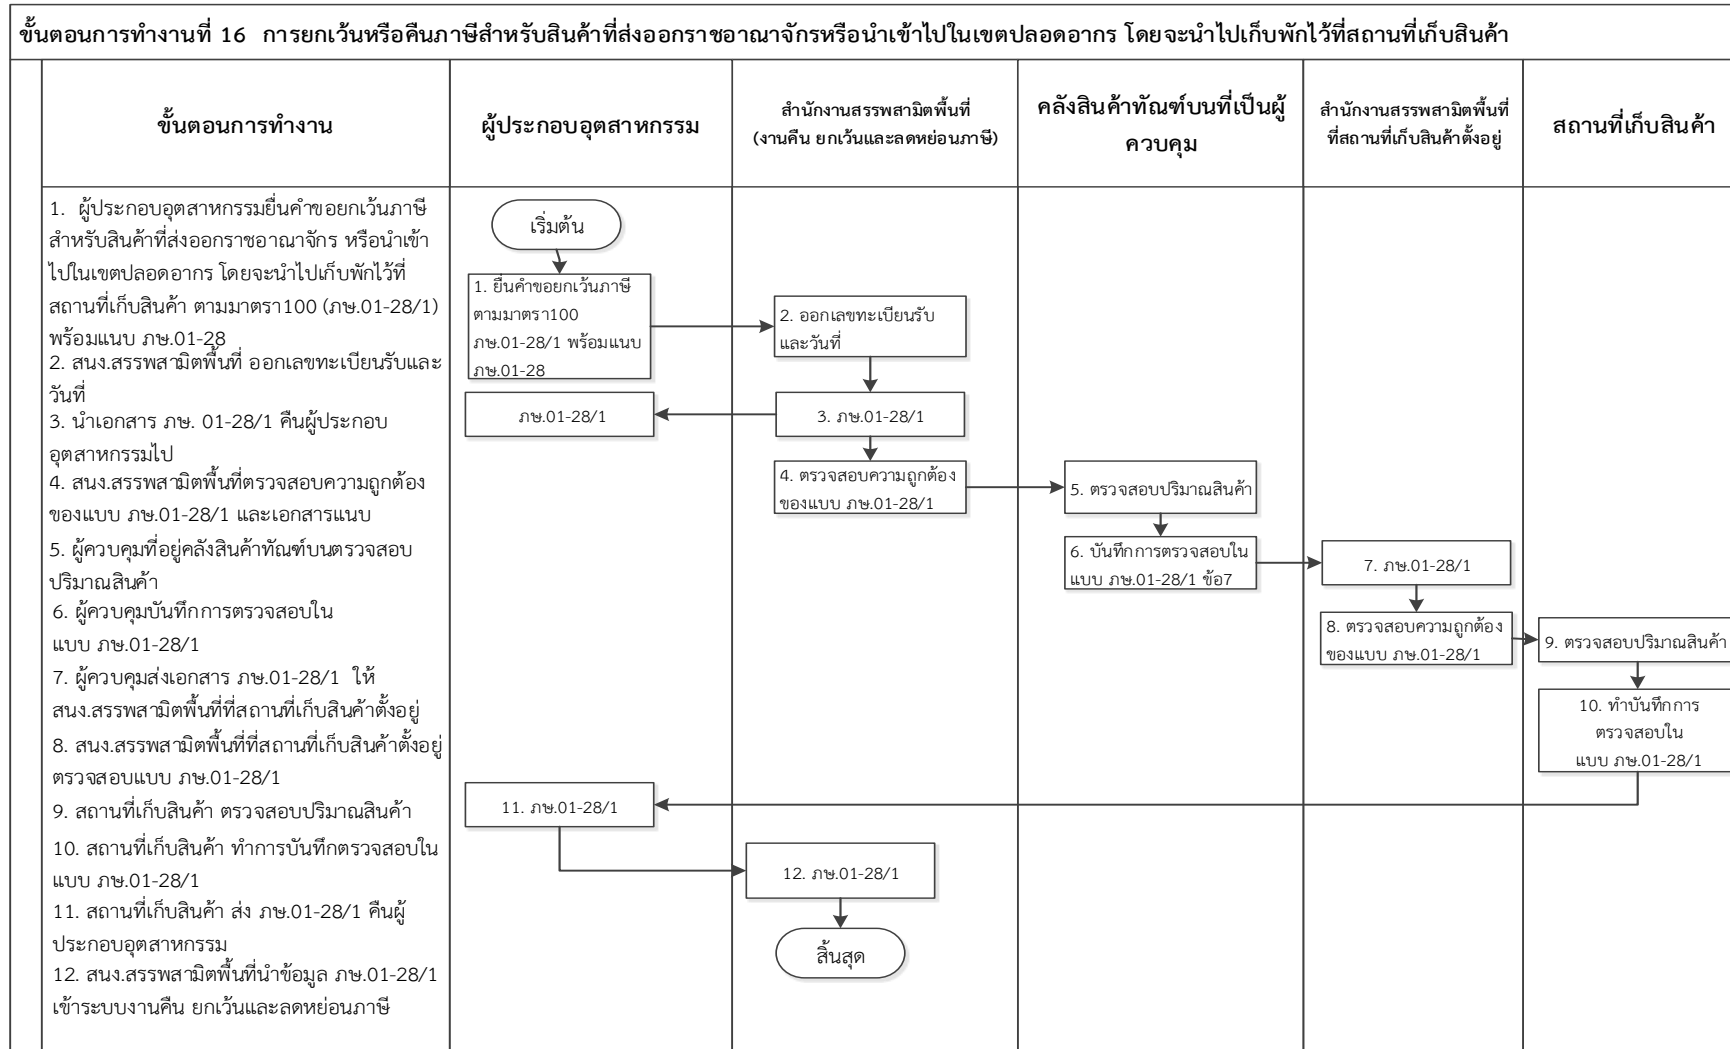 ขั้นตอนการทำงานที่ 16 การยกเว้นหรือคืนภาษีสำหรับสินค้าที่ส่งออกราชอาณาจักรหรือนำเข้าไปในเขตปลอดอากร โดยจะนำไปเก็บพักไว้ที่สถานที่เก็บสินค้า
ขั้นตอนการทำงาน
ผู้ประกอบอุตสาหกรรม
สำนักงานสรรพสามิตพื้นที่
(งานคืน ยกเว้นและลดหย่อนภาษี)
คลังสินค้าทัณฑ์บนที่เป็นผู้
ควบคุม
สำนักงานสรรพสามิตพื้นที่
ที่สถานที่เก็บสินค้าตั้งอยู่
สถานที่เก็บสินค้า
1. ผู้ประกอบอุตสาหกรรมยื่นคำขอยกเว้นภาษี
สำหรับสินค้าที่ส่งออกราชอาณาจักร หรือนำเข้า
ไปในเขตปลอดอากร โดยจะนำไปเก็บพักไว้ที่
สถานที่เก็บสินค้า ตามมาตรา100 (ภษ.01-28/1)
พร้อมแนบ ภษ.01-28
2. สนง.สรรพสามิตพื้นที่ ออกเลขทะเบียนรับและ
วันที่
3. นำเอกสาร ภษ. 01-28/1 คืนผู้ประกอบ
อุตสาหกรรมไป
4. สนง.สรรพสามิตพื้นที่ตรวจสอบความถูกต้อง
ของแบบ ภษ.01-28/1 และเอกสารแนบ
5. ผู้ควบคุมที่อยู่คลังสินค้าทัณฑ์บนตรวจสอบ
ปริมาณสินค้า
6. ผู้ควบคุมบันทึกการตรวจสอบใน
แบบ ภษ.01-28/1
7. ผู้ควบคุมส่งเอกสาร ภษ.01-28/1 ให้
สนง.สรรพสามิตพื้นที่ที่สถานที่เก็บสินค้าตั้งอยู่
8. สนง.สรรพสามิตพื้นที่ที่สถานที่เก็บสินค้าตั้งอยู่
ตรวจสอบแบบ ภษ.01-28/1
9. สถานที่เก็บสินค้า ตรวจสอบปริมาณสินค้า
10. สถานที่เก็บสินค้า ทำการบันทึกตรวจสอบใน
แบบ ภษ.01-28/1
11. สถานที่เก็บสินค้า ส่ง ภษ.01-28/1 คืนผู้
ประกอบอุตสาหกรรม
12. สนง.สรรพสามิตพื้นที่นำข้อมูล ภษ.01-28/1
เข้าระบบงานคืน ยกเว้นและลดหย่อนภาษี
เริ่มต้น
1. ยื่นคำขอยกเว้นภาษี
ตามมาตรา100
ภษ.01-28/1 พร้อมแนบ
ภษ.01-28
2. ออกเลขทะเบียนรับ
และวันที่
ภษ.01-28/1
3. ภษ.01-28/1
4. ตรวจสอบความถูกต้อง
ของแบบ ภษ.01-28/1
5. ตรวจสอบปริมาณสินค้า
6. บันทึกการตรวจสอบใน
แบบ ภษ.01-28/1 ข้อ7
7. ภษ.01-28/1
8. ตรวจสอบความถูกต้อง
ของแบบ ภษ.01-28/1
9. ตรวจสอบปริมาณสินค้า
10. ทำบันทึกการ
ตรวจสอบใน
แบบ ภษ.01-28/1
11. ภษ.01-28/1
12. ภษ.01-28/1
สิ้นสุด